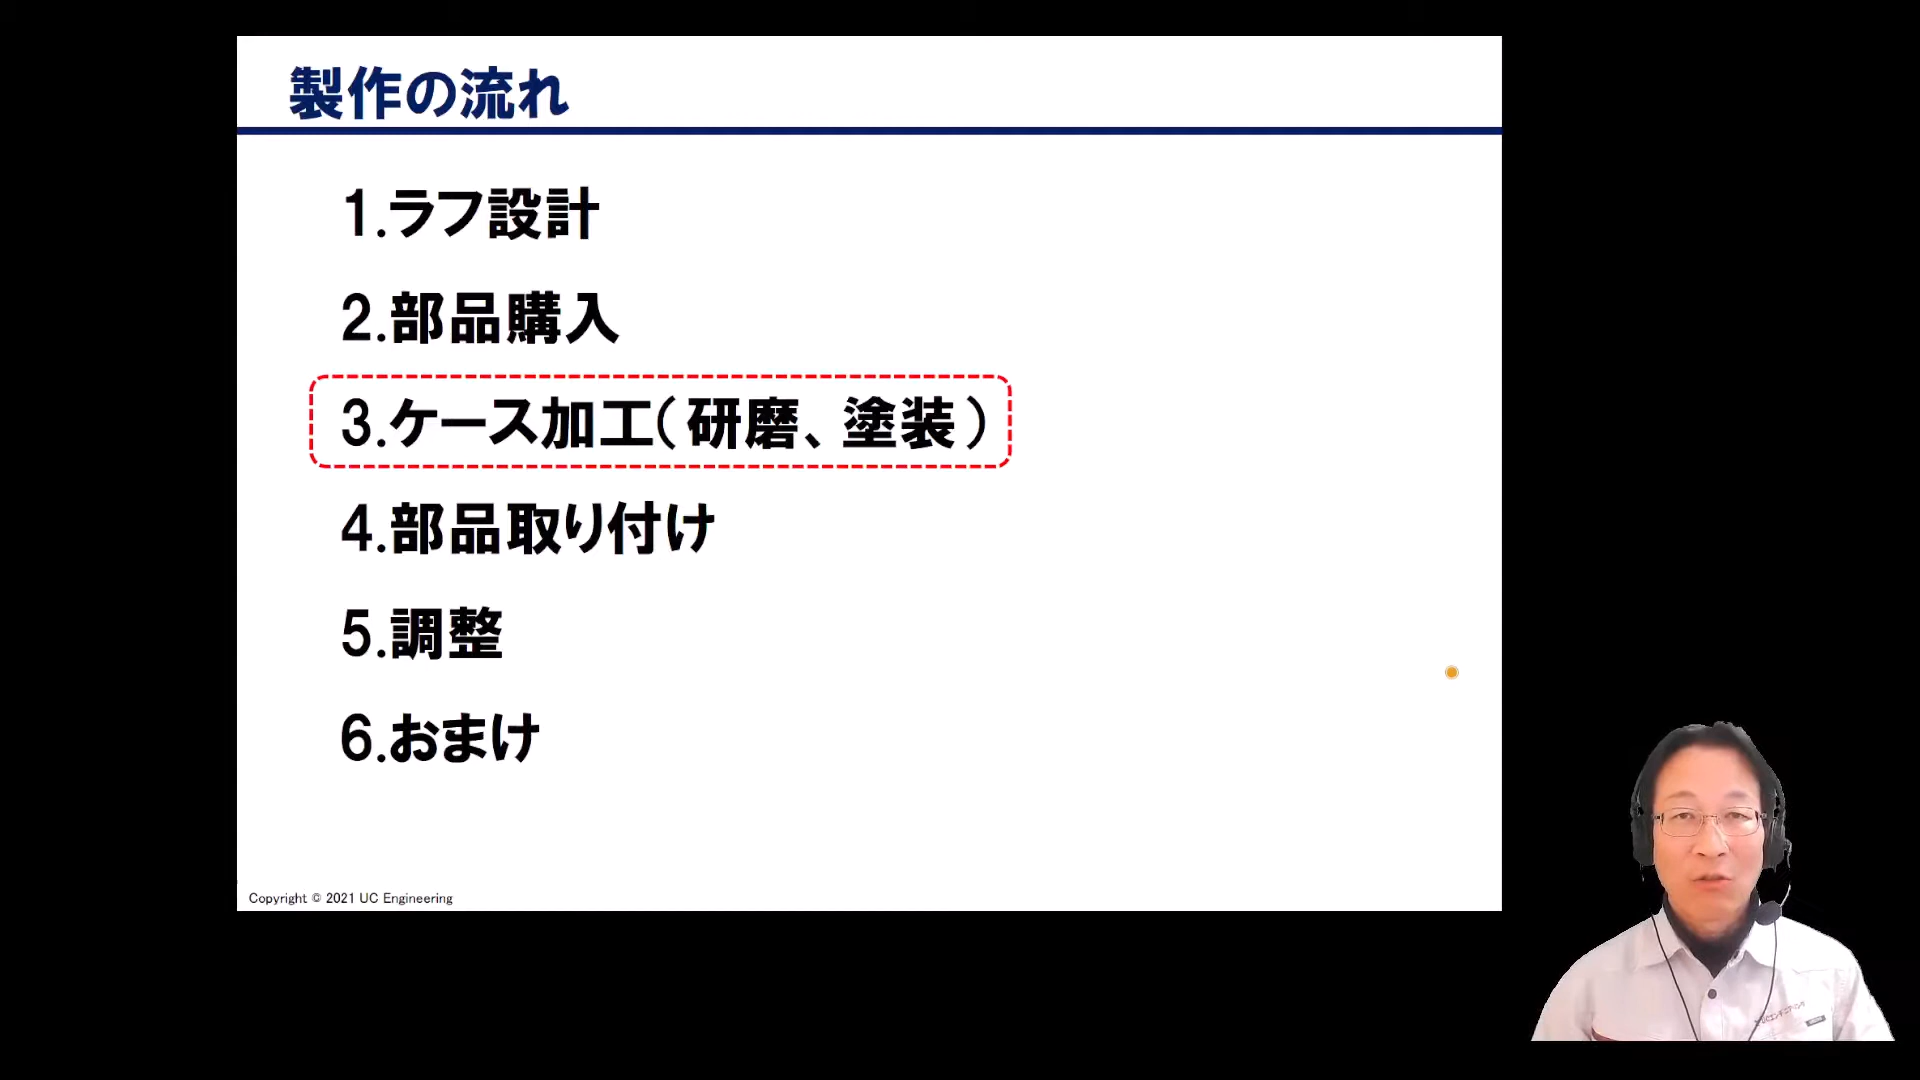 製作の流れ
1.ラフ設計
2.部品購入
3.ケース加工(研磨、塗装)
4.部品取り付け
5.調整
6.おまけ
Copyright © 2021 UC Engineering